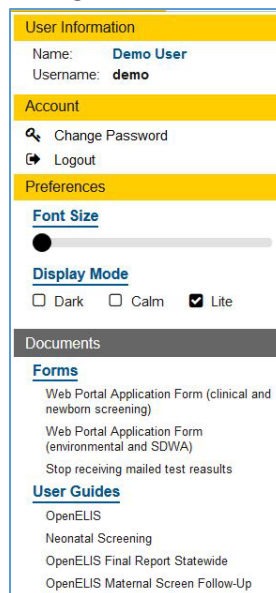 User Information
Name: Demo User
Username: demo
Account
Change Password
Logout
Preferences
Font Size
Display Mode
Dark Calm Lite
Documents
Forms
Web Portal Application Form (clinical and
newborn screening)
Web Portal Application Form
(environmental and SDWA)
Stop receiving mailed test reasults
User Guides
OpenELIS
Neonatal Screening
OpenELIS Final Report Statewide
OpenELIS Maternal Screen Follow-Up